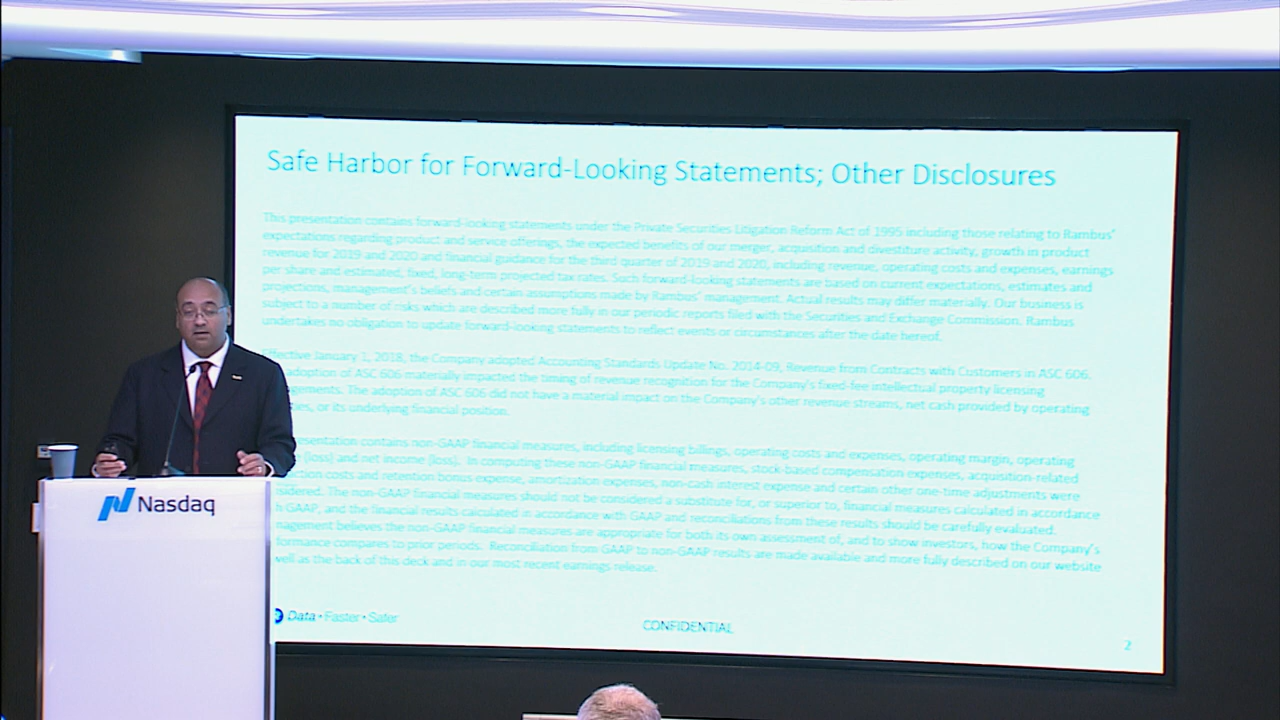 Safe Harbor for Forward-Looking Statements; Other Disclosures
This presentation contains forward-looking statements under the Private Securities Litigation Reform Act of 1995 including those relating to Rambus'
expectations regarding product and service offerings, the expected benefits of our merger, acquisition and divestiture activity, growth in product
revenue for 2019 and 2020 and financial guidance for the third quarter of 2019 and 2020, including revenue, operating costs and expenses, earnings
per share and estimated, fixed, long-term projected tax rates. Such forward-looking statements are based on current expectations, estimates and
projections, management's beliefs and certain assumptions made by Rambus' management. Actual results may differ materially. Our business is
subject to a number of risks which are described more fully in our periodic reports filed with the Securities and Exchange Commission. Rambus
undertakes no obligation to update forward-looking statements to reflect events or circumstances after the date hereof.
ffective January 1, 2018, the Company adopted Accounting Standards Update No. 2014-09, Revenue from Contracts with Customers in ASC 606.
adoption of ASC 606 materially impacted the timing of revenue recognition for the Company's fixed-fee intellectual property licensing
ngements. The adoption of ASC 606 did not have a material impact on the Company's other revenue streams, net cash provided by operating
ties, or its underlying financial position.
esentation contains non-GAAP financial measures, including licensing billings, operating costs and expenses, operating margin, operating
(loss) and net income (loss). In computing these non-GAAP financial measures, stock-based compensation expenses, acquisition-related
ction costs and retention bonus expense, amortization expenses, non-cash interest expense and certain other one-time adjustments were
sidered. The non-GAAP financial measures should not be considered a substitute for, or superior to, financial measures calculated in accordance
h GAAP, and the financial results calculated in accordance with GAAP and reconciliations from these results should be carefully evaluated.
nagement believes the non-GAAP financial measures are appropriate for both its own assessment of, and to show investors, how the Company's
formance compares to prior periods. Reconciliation from GAAP to non-GAAP results are made available and more fully described on our website
well as the back of this deck and in our most recent earnings release.
Data • Faster • Safer
CONFIDENTIAL
2
Nasdaq